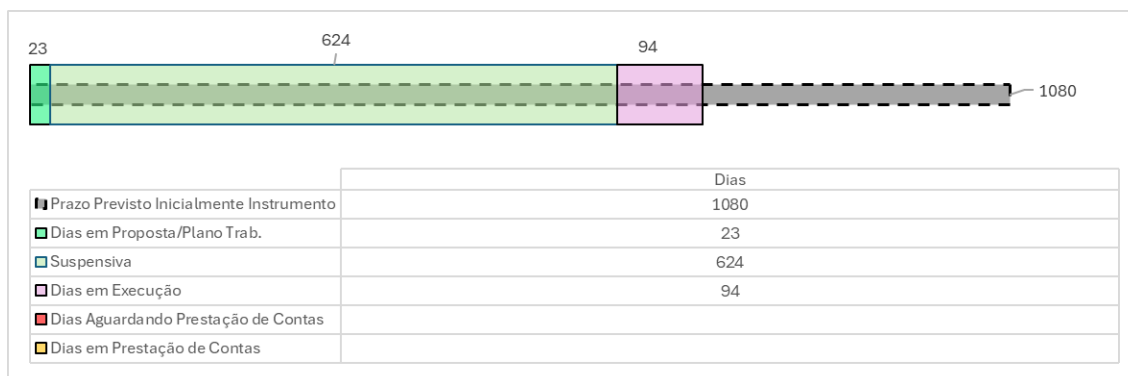 23
624
94
1080
Dias
Prazo Previsto Inicialmente Instrumento 1080
Dias em Proposta/Plano Trab. 23
Suspensiva 624
Dias em Execução 94
Dias Aguardando Prestação de Contas
Dias em Prestação de Contas